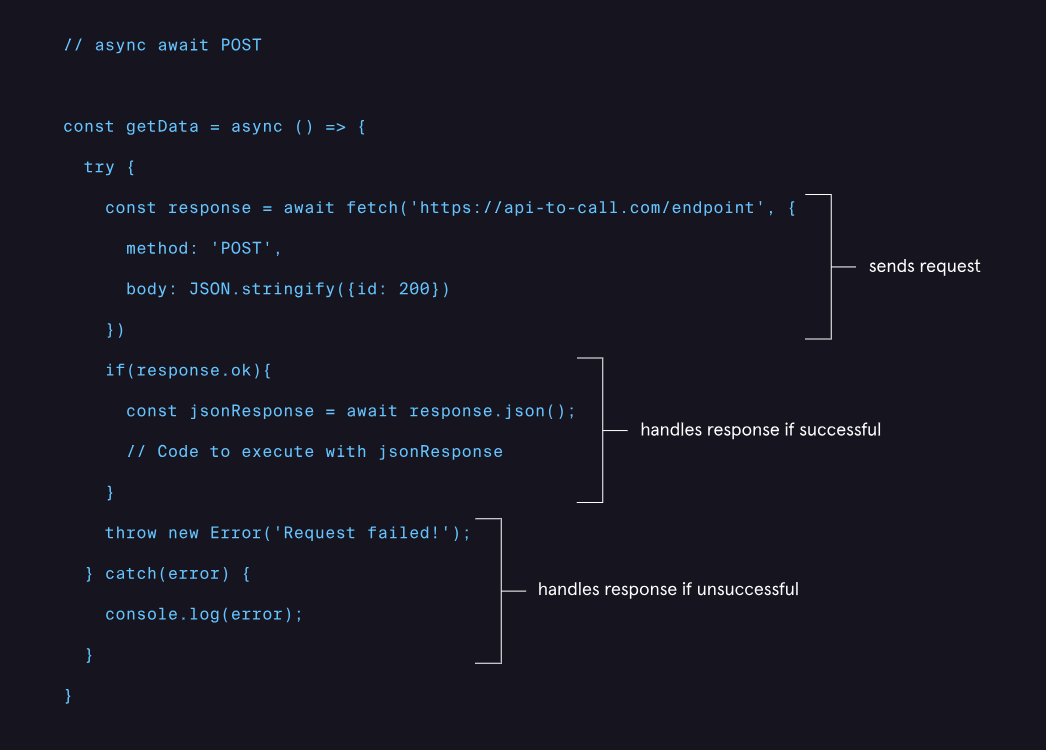 // async await POST
const getData = async () => {
try {
const response = await fetch('https://api-to-call.com/endpoint', {
method: 'POST',
body: JSON.stringify({id: 200})
})
sends request
if(response.ok){
const jsonResponse = await response.json();
// Code to execute with jsonResponse
}
handles response if successful
throw new Error('Request failed!');
} catch(error) {
console.log(error);
}
handles response if unsuccessful
}